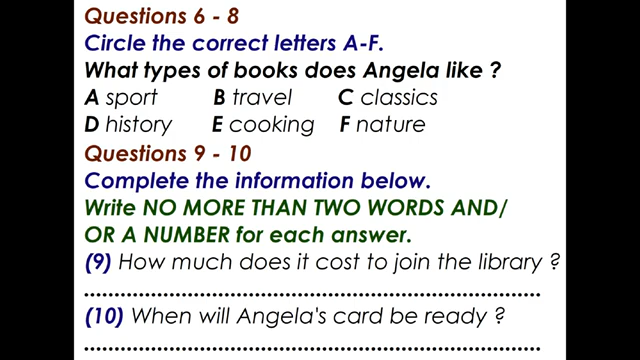 Questions 6 - 8
Circle the correct letters A-F.
What types of books does Angela like ?
A sport B travel C classics
D history E cooking F nature
Questions 9 - 10
Complete the information below.
Write NO MORE THAN TWO WORDS AND/
OR A NUMBER for each answer.
(9) How much does it cost to join the library ?
................................................................
(10) When will Angela's card be ready ?
................................................................